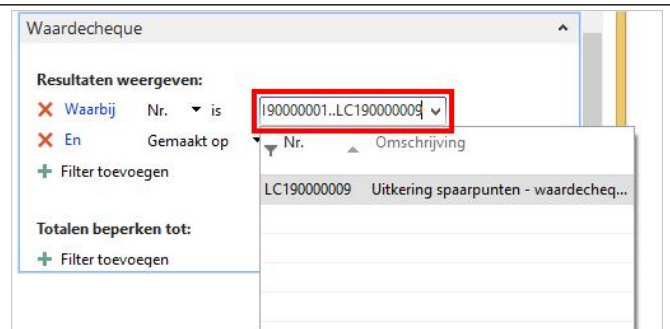 Waardecheque
Resultaten weergeven:
Waarbij Nr. is I90000001..LC190000009
En Gemaakt op
Filter toevoegen
Totalen beperken tot:
Filter toevoegen
Nr. Omschrijving
LC190000009 Uitkering spaarpunten - waardecheq...